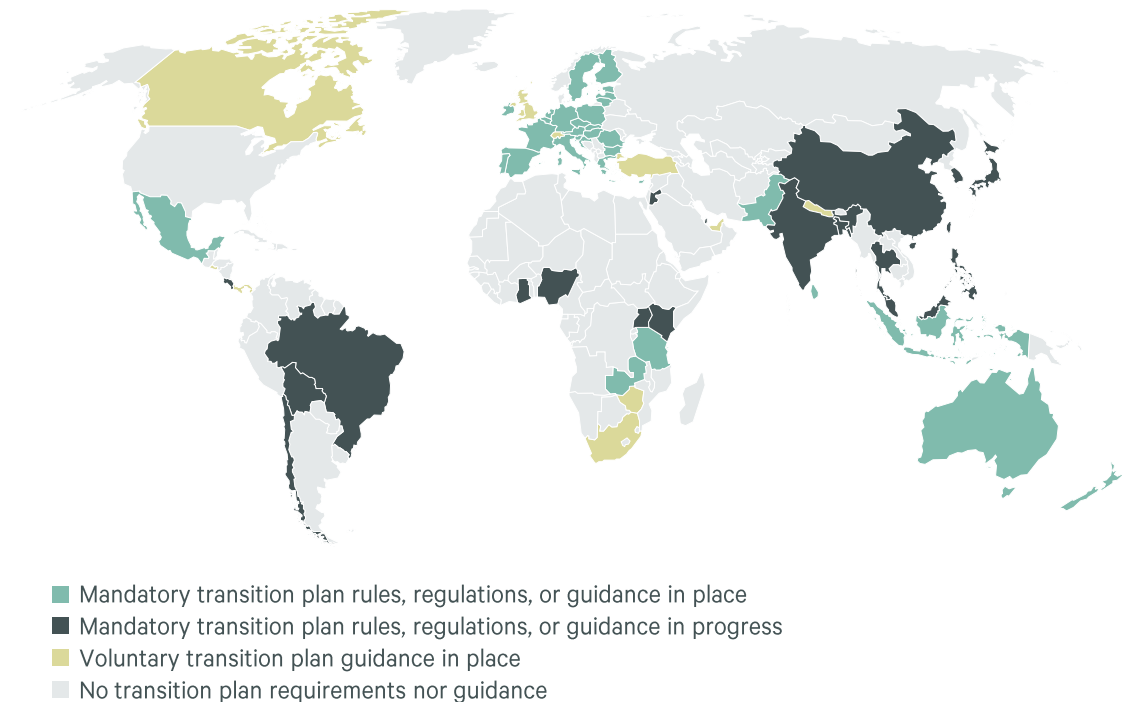 Mandatory transition plan rules, regulations, or guidance in place
Mandatory transition plan rules, regulations, or guidance in progress
Voluntary transition plan guidance in place
No transition plan requirements nor guidance